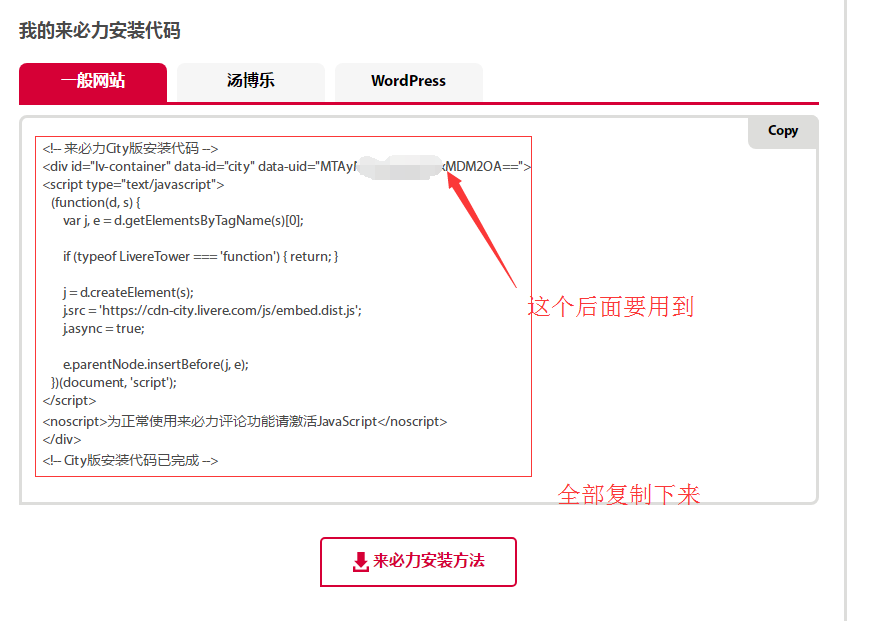 我的来必力安装代码
一般网站
汤博乐
WordPress
Copy
<!-- 来必力City版安装代码 -->
<div id="lv-container" data-id="city" data-uid="MTAy MDM2OA==">
<script type="text/javascript">
(function(d, s) {
var j, e = d.getElementsByTagName(s)[0];
if (typeof LivereTower === 'function') { return; }
j = d.createElement(s);
j.src = 'https://cdn-city.livere.com/js/embed.dist.js';
j.async = true;
e.parentNode.insertBefore(j, e);
})(document, 'script');
</script>
<noscript>为正常使用来必力评论功能请激活JavaScript</noscript>
</div>
<!-- City版安装代码已完成 -->
这个后面要用到
全部复制下来
来必力安装方法